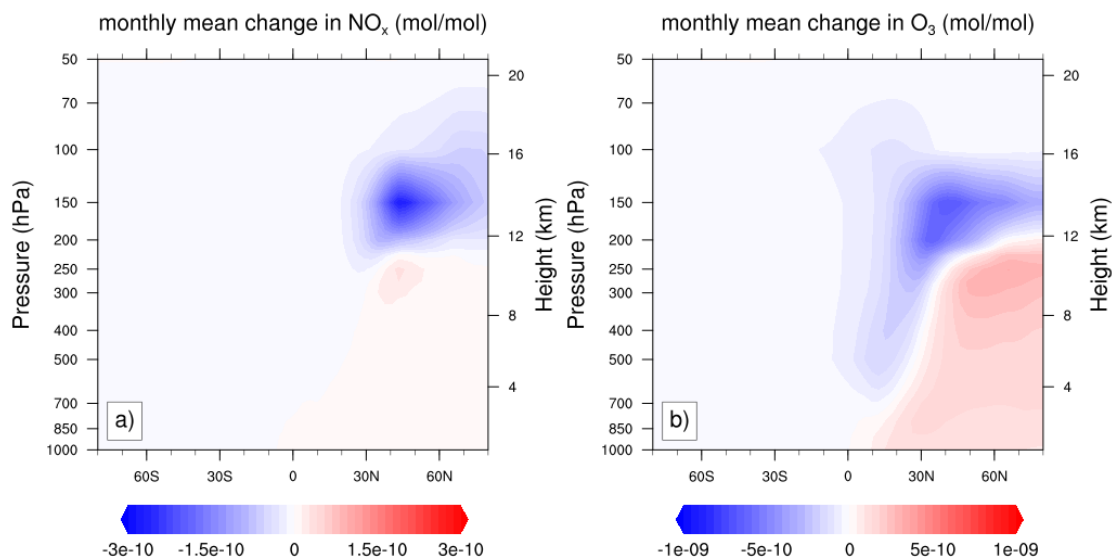 monthly mean change in NOₓ (mol/mol)
50
70
100
150
200
250
300
400
500
700
850
1000
Pressure (hPa)
20
16
12
8
4
Height (km)
a)
60S 30S 0 30N 60N
-3e-10 -1.5e-10 0 1.5e-10 3e-10
monthly mean change in O₃ (mol/mol)
50
70
100
150
200
250
300
400
500
700
850
1000
Pressure (hPa)
20
16
12
8
4
Height (km)
b)
60S 30S 0 30N 60N
-1e-09 -5e-10 0 5e-10 1e-09